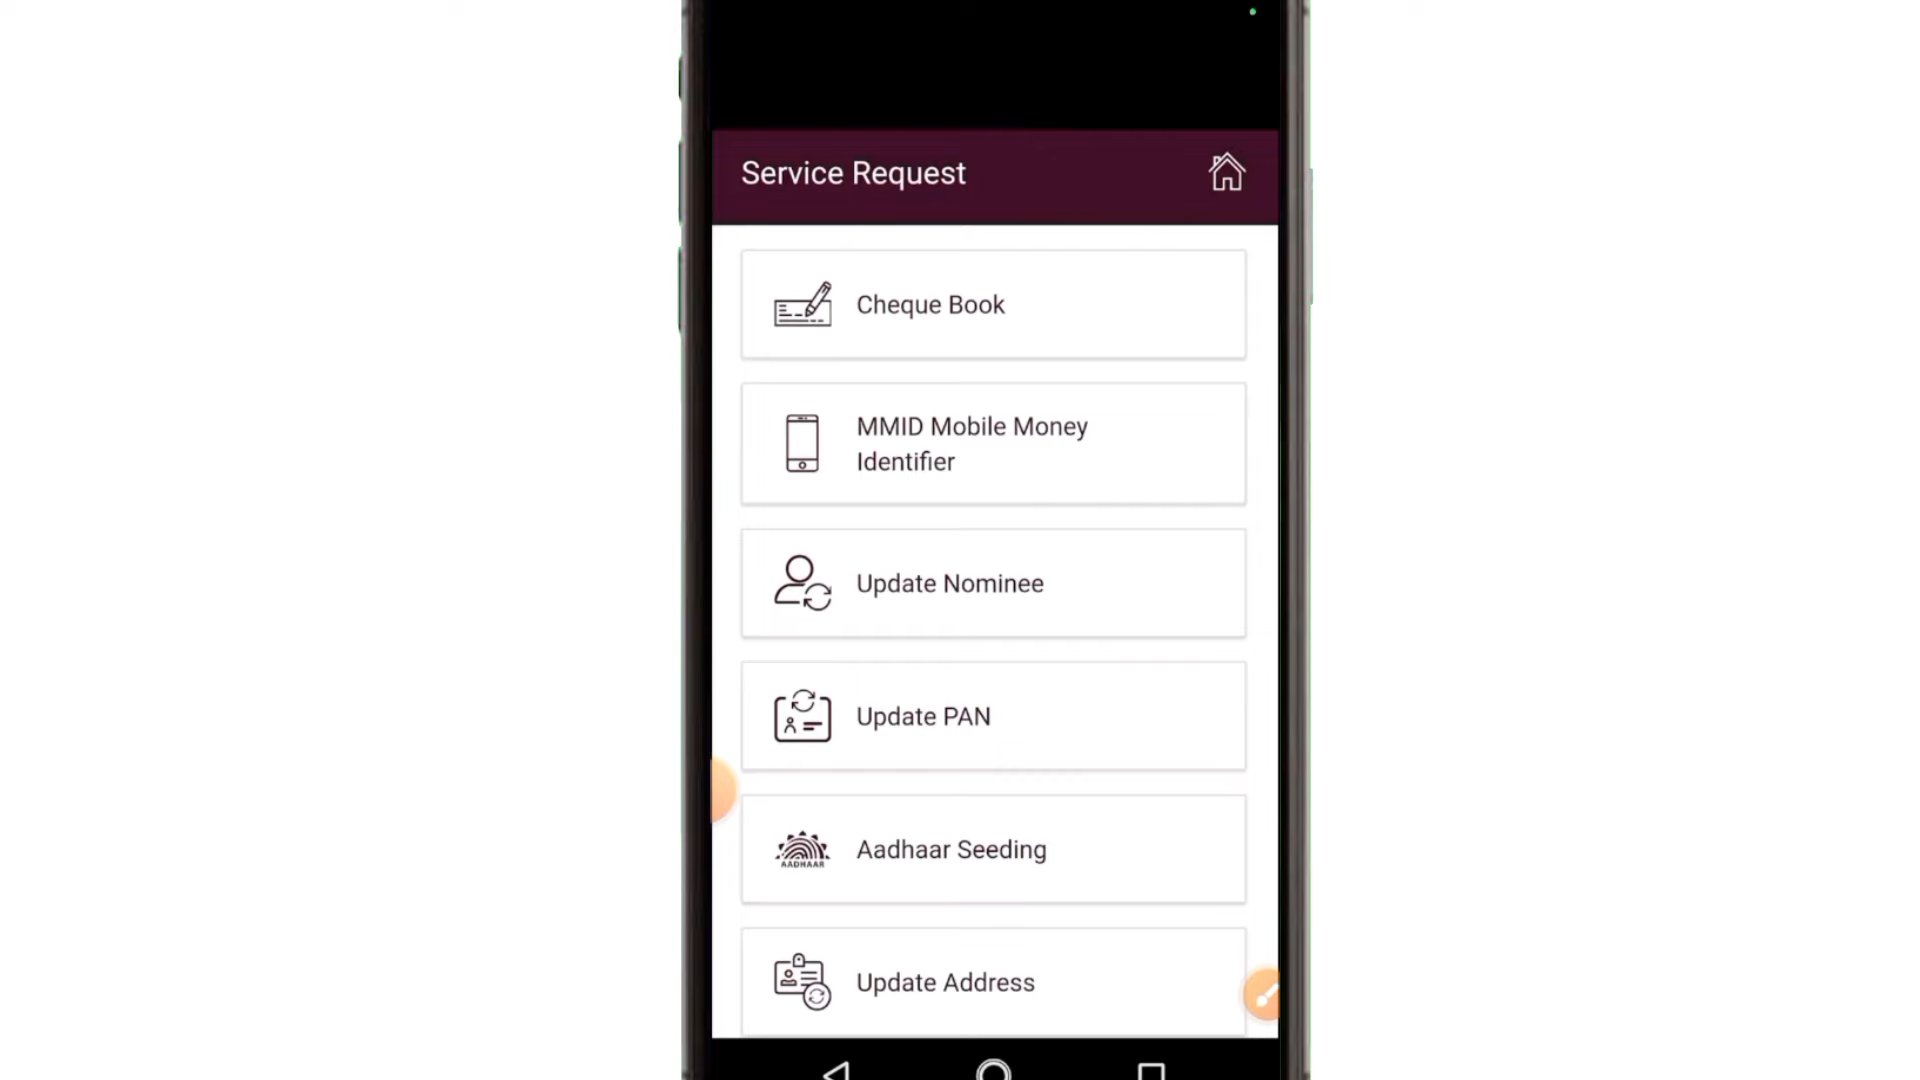 Service Request
Cheque Book
MMID Mobile Money
Identifier
Update Nominee
Update PAN
AADHAAR
Aadhaar Seeding
Update Address